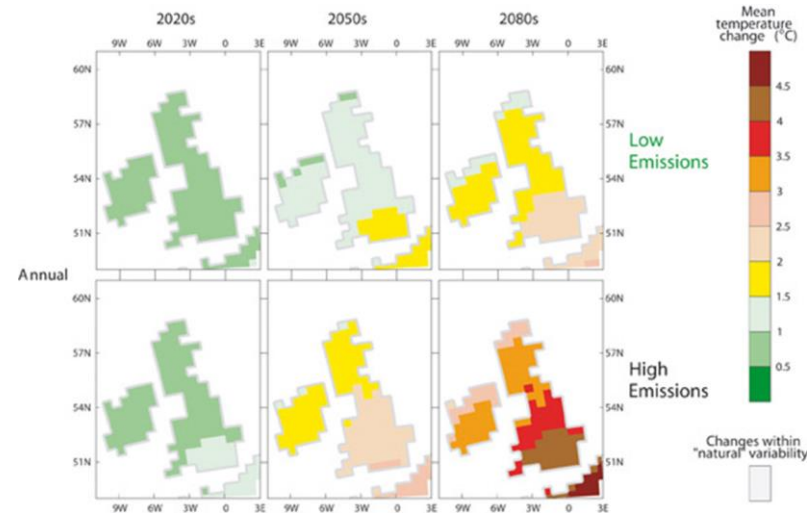 2020s 2050s 2080s
Mean
temperature
change (°C)
9W 6W 3W 0 3E 9W 6W 3W 0 3E 9W 6W 3W 0 3E
60N 60N
57N 57N
54N 54N
51N 51N
Low
Emissions
Annual
60N 60N
57N 57N
54N 54N
51N 51N
High
Emissions
9W 6W 3W 0 3E 9W 6W 3W 0 3E 9W 6W 3W 0 3E
4.5
4
3.5
3
2.5
2
1.5
1
0.5
Changes within
"natural" variability